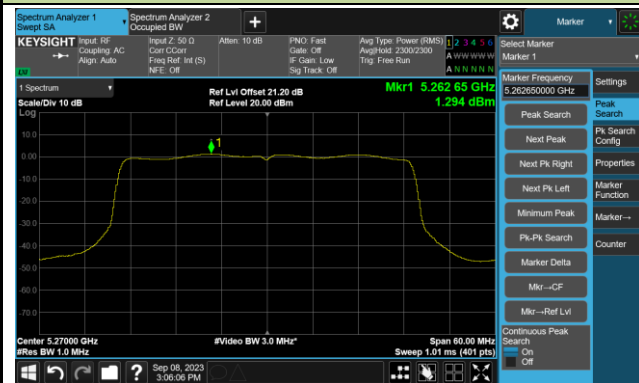 Spectrum Analyzer 1
Swept SA
Spectrum Analyzer 2
Occupied BW
+
Marker
KEYSIGHT
Input: RF
Coupling: AC
Align: Auto
Input Z: 50 Ω
Corr CCorr
Freq Ref: Int (S)
NFE: Off
Atten: 10 dB
PNO: Fast
Gate: Off
IF Gain: Low
Sig Track: Off
Avg Type: Power (RMS)
Avg|Hold: 2300/2300
Trig: Free Run
1 2 3 4 5 6
A W W W W W
A N N N N N
Select Marker
Marker 1
LW
1 Spectrum
Scale/Div 10 dB
Log
Ref Lvl Offset 21.20 dB
Ref Level 20.00 dBm
Mkr1 5.262 65 GHz
1.294 dBm
10.0
0.00
-10.0
-20.0
-30.0
-40.0
-50.0
-60.0
-70.0
1
Center 5.27000 GHz
#Res BW 1.0 MHz
#Video BW 3.0 MHz*
Span 60.00 MHz
Sweep 1.01 ms (401 pts)
Marker Frequency
5.262650000 GHz
Peak Search
Next Peak
Next Pk Right
Next Pk Left
Minimum Peak
Pk-Pk Search
Marker Delta
Mkr→CF
Mkr→Ref Lvl
Continuous Peak
Search
On
Off
Settings
Peak
Search
Pk Search
Config
Properties
Marker
Function
Marker→
Counter
?
Sep 08, 2023
3:06:06 PM